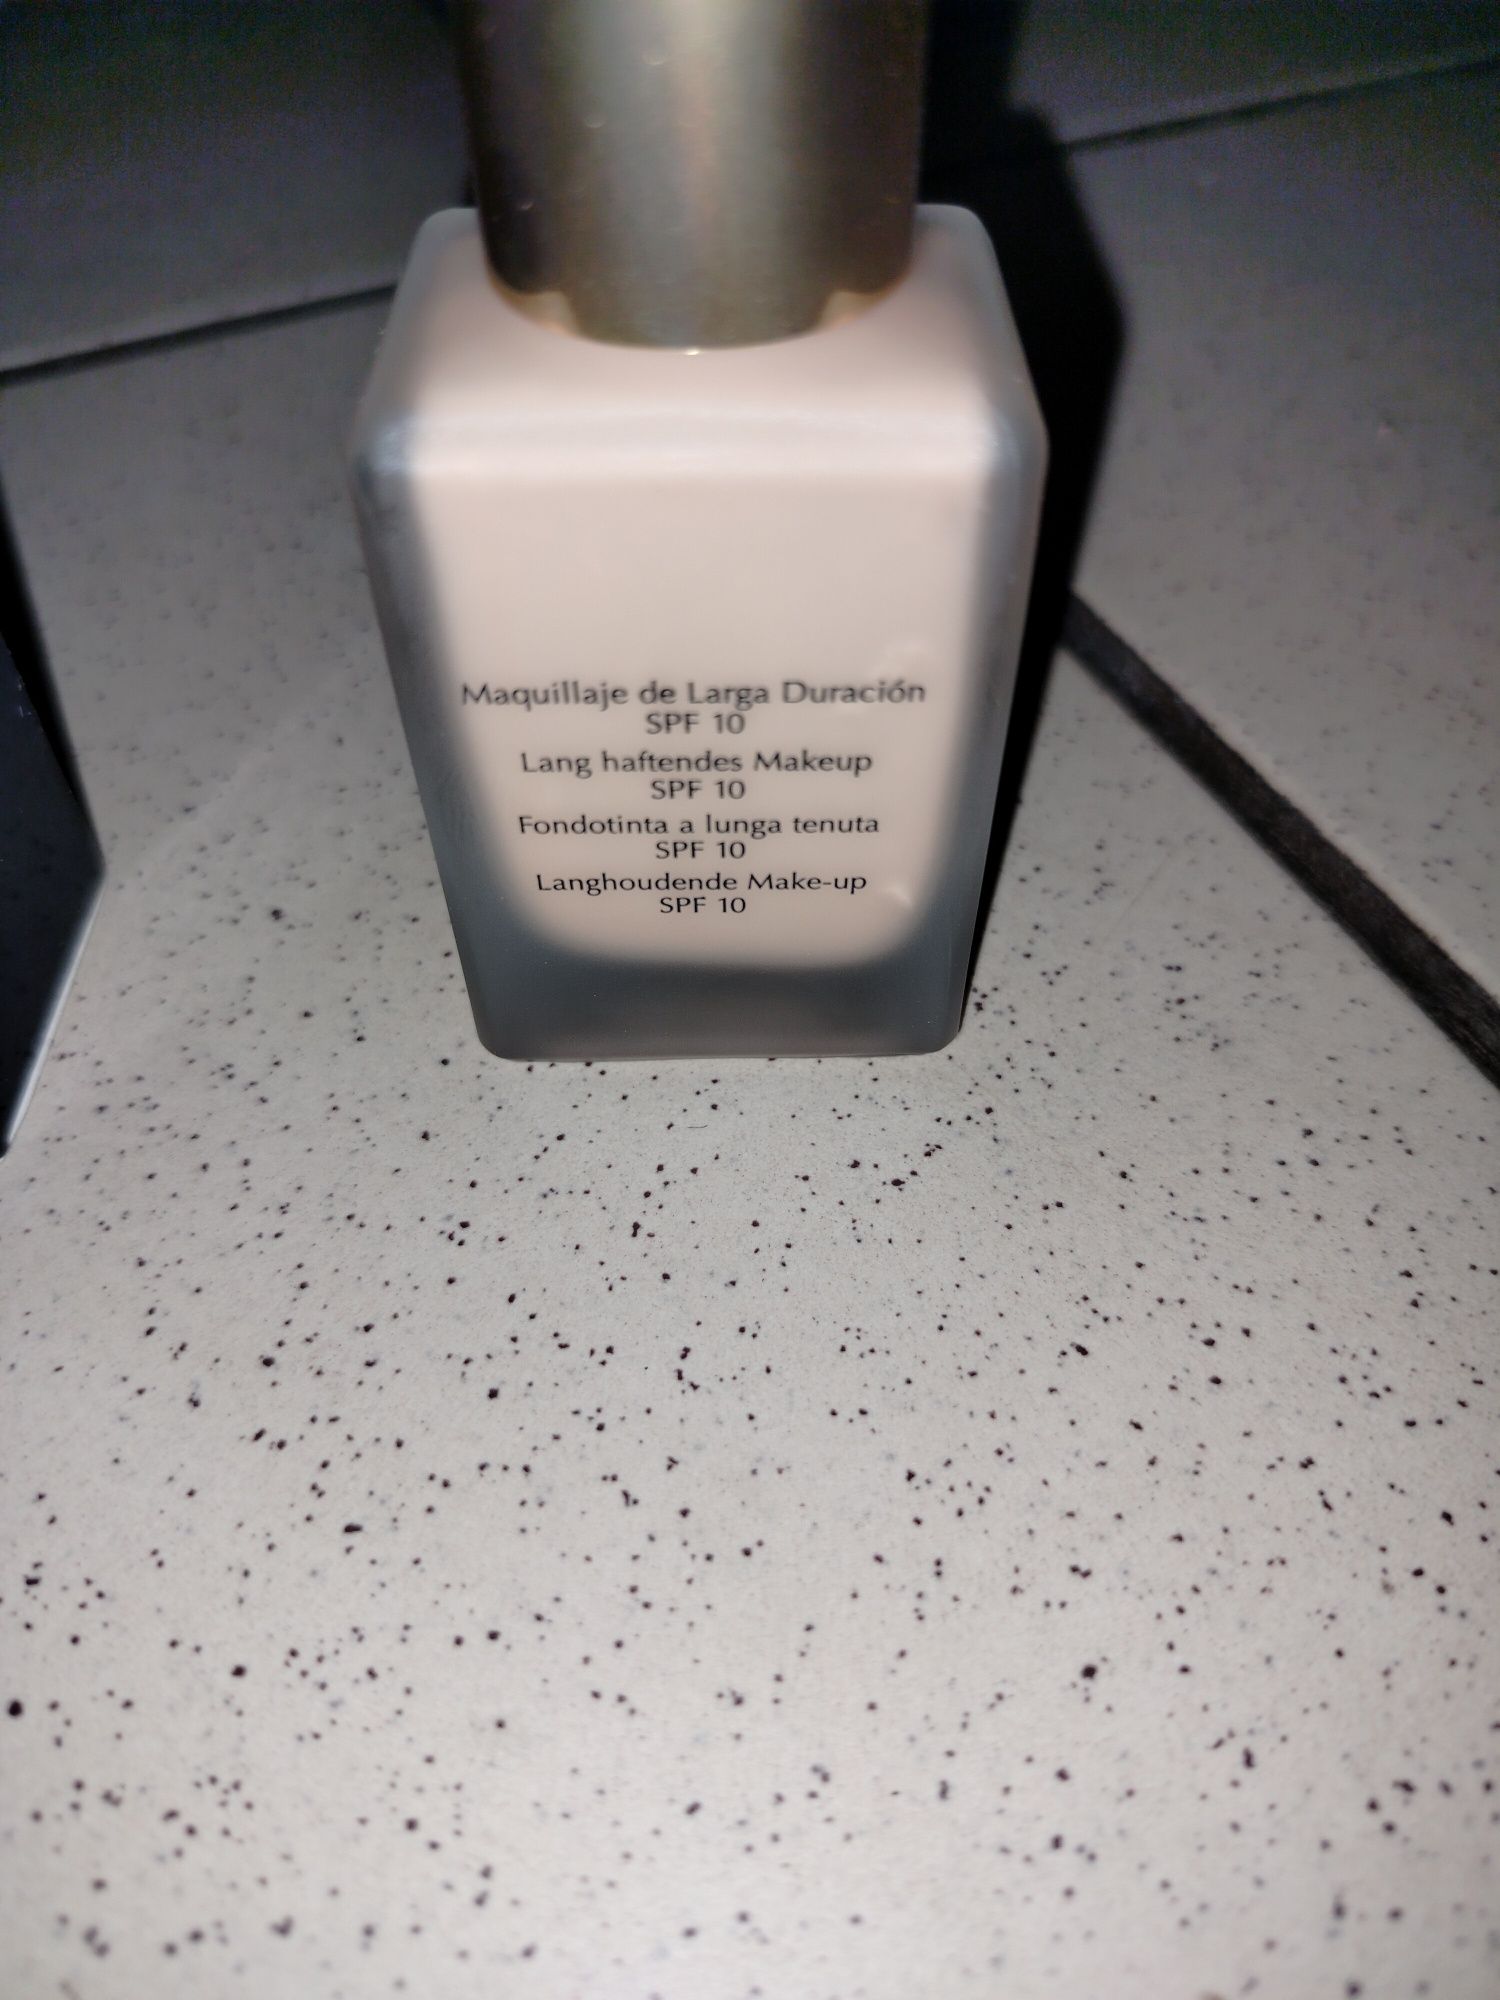 Maquillaje de Larga Duración
SPF 10
Lang haftendes Makeup
SPF 10
Fondotinta a lunga tenuta
SPF 10
Langhoudende Make-up
SPF 10